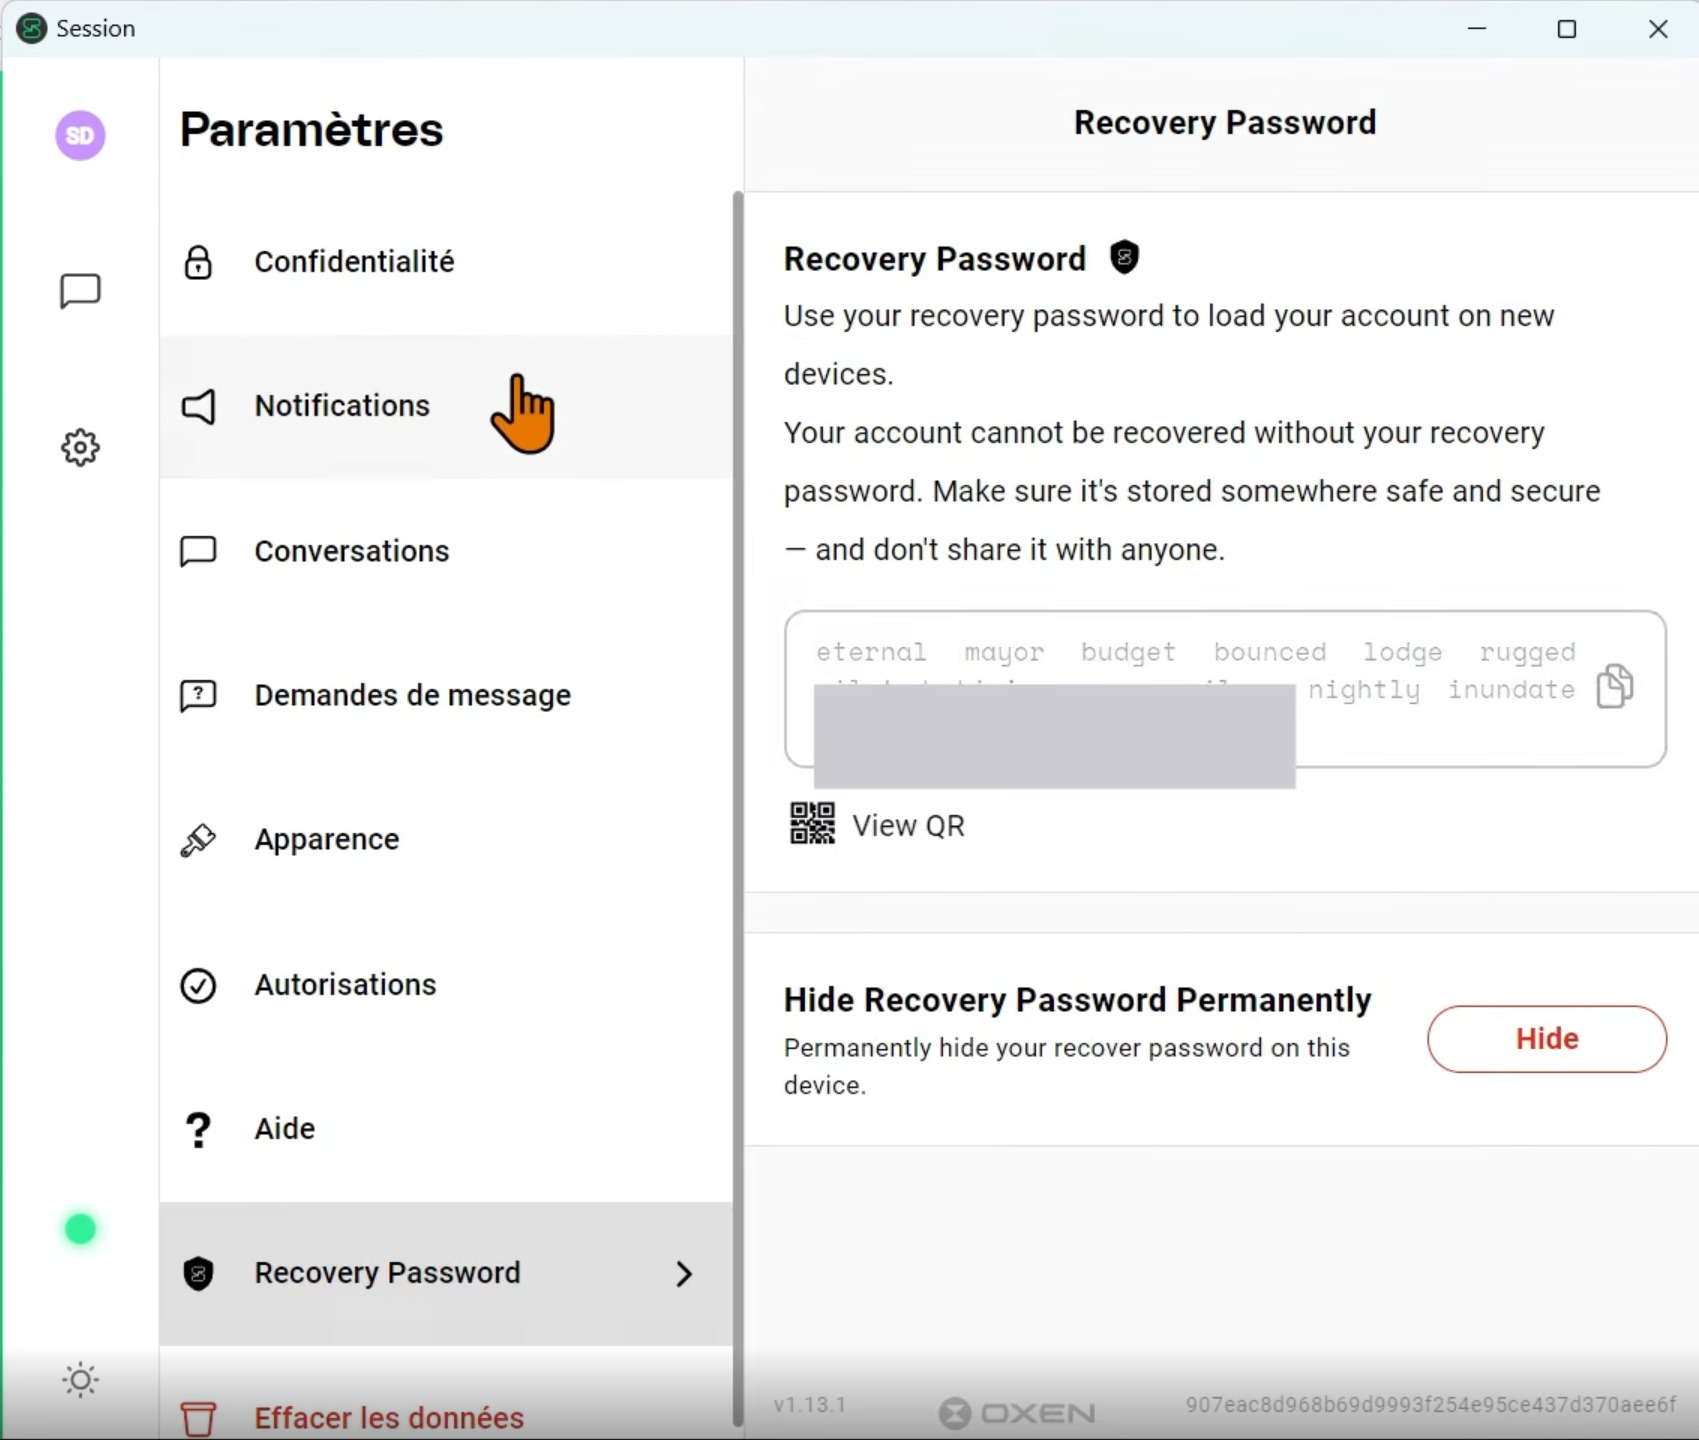 Session
SD
Paramètres
Confidentialité
Notifications
Conversations
Demandes de message
Apparence
Autorisations
Aide
Recovery Password
Effacer les données
Recovery Password
Recovery Password
Use your recovery password to load your account on new
devices.
Your account cannot be recovered without your recovery
password. Make sure it's stored somewhere safe and secure
— and don't share it with anyone.
eternal mayor budget bounced lodge rugged
nightly inundate
View QR
Hide Recovery Password Permanently
Permanently hide your recover password on this
device.
Hide
v1.13.1
OXEN
907eac8d968b69d9993f254e95ce437d370aee6f